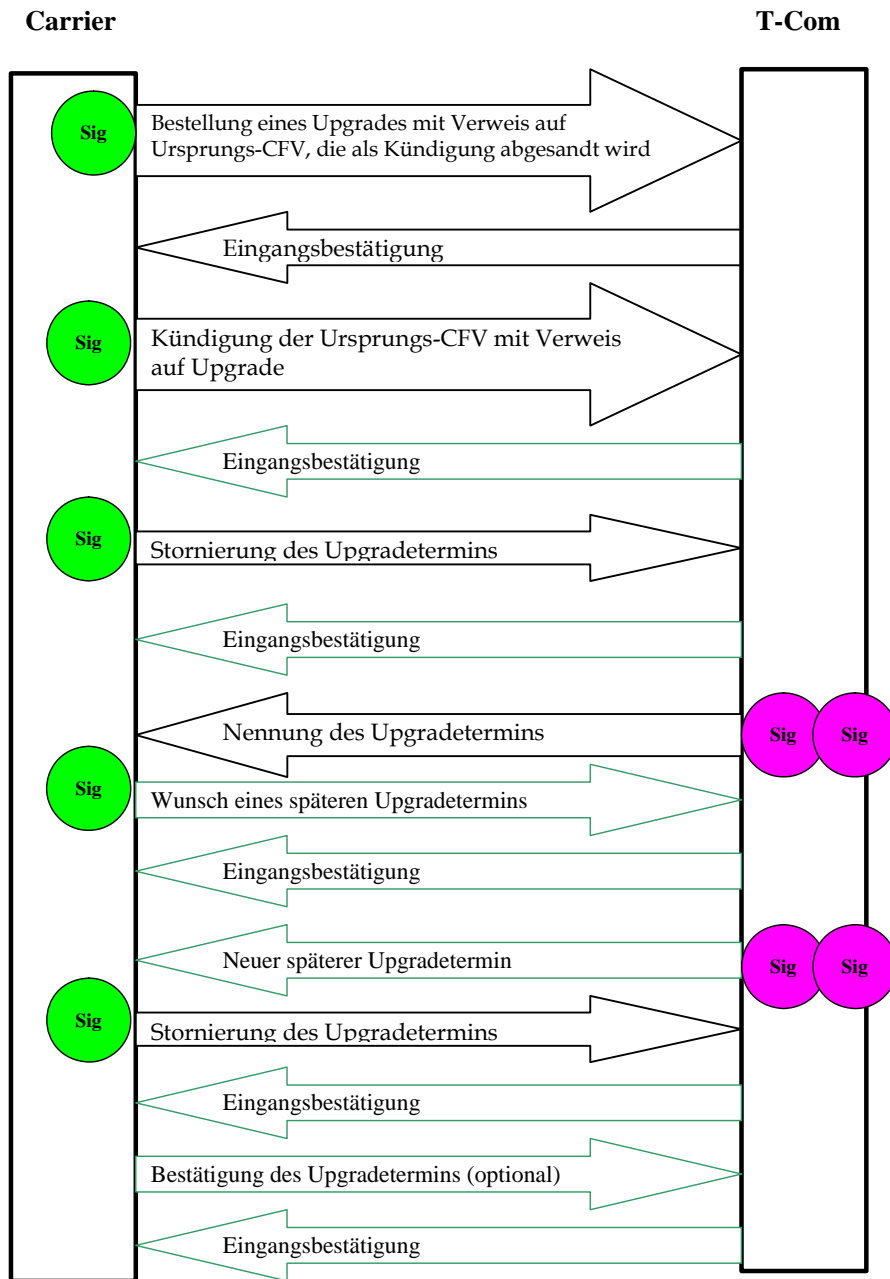 Carrier
T-Com
Sig
Bestellung eines Upgrades mit Verweis auf
Ursprungs-CFV, die als Kündigung abgesandt wird
Eingangsbestätigung
Sig
Kündigung der Ursprungs-CFV mit Verweis
auf Upgrade
Eingangsbestätigung
Sig
Stornierung des Upgradetermins
Eingangsbestätigung
Nennung des Upgradetermins
Sig
Sig
Sig
Wunsch eines späteren Upgradetermins
Eingangsbestätigung
Neuer späterer Upgradetermin
Sig
Sig
Sig
Stornierung des Upgradetermins
Eingangsbestätigung
Bestätigung des Upgradetermins (optional)
Eingangsbestätigung